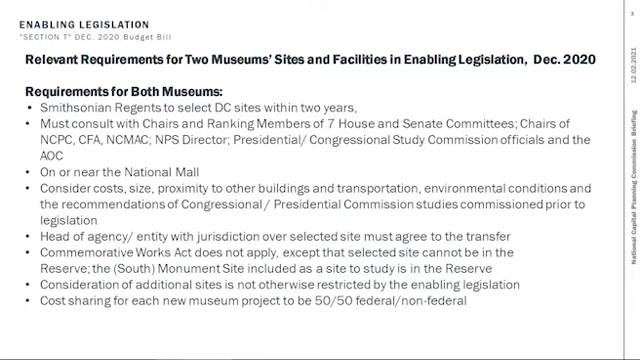 ENABLING LEGISLATION
"SECTION T" DEC. 2020 Budget Bill
Relevant Requirements for Two Museums' Sites and Facilities in Enabling Legislation, Dec. 2020
Requirements for Both Museums:
• Smithsonian Regents to select DC sites within two years,
• Must consult with Chairs and Ranking Members of 7 House and Senate Committees; Chairs of
NCPC, CFA, NCMAC; NPS Director; Presidential/ Congressional Study Commission officials and the
AOC
• On or near the National Mall
• Consider costs, size, proximity to other buildings and transportation, environmental conditions and
the recommendations of Congressional/ Presidential Commission studies commissioned prior to
legislation
• Head of agency/ entity with jurisdiction over selected site must agree to the transfer
• Commemorative Works Act does not apply, except that selected site cannot be in the
Reserve; the (South) Monument Site included as a site to study is in the Reserve
• Consideration of additional sites is not otherwise restricted by the enabling legislation
• Cost sharing for each new museum project to be 50/50 federal/non-federal
3
12.02.2021
National Capital Planning Commission Briefing